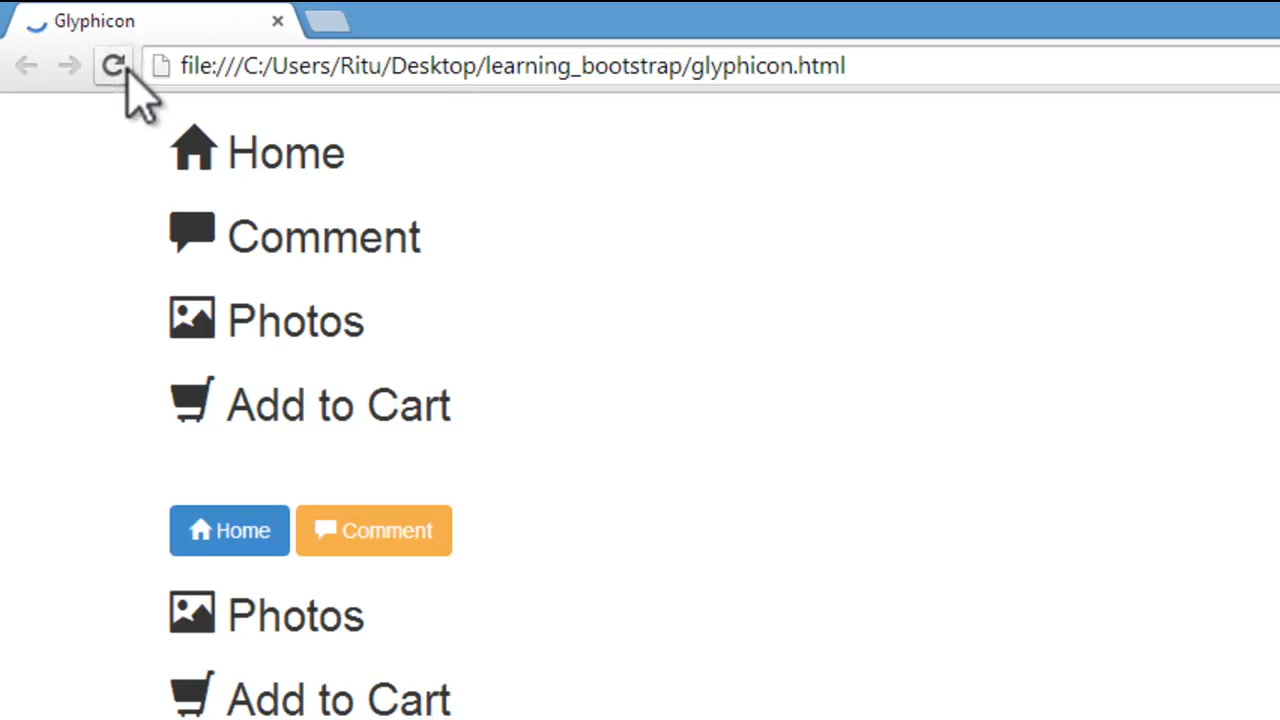 Glyphicon
file:///C:/Users/Ritu/Desktop/learning_bootstrap/glyphicon.html
Home
Comment
Photos
Add to Cart
Home Comment
Photos
Add to Cart